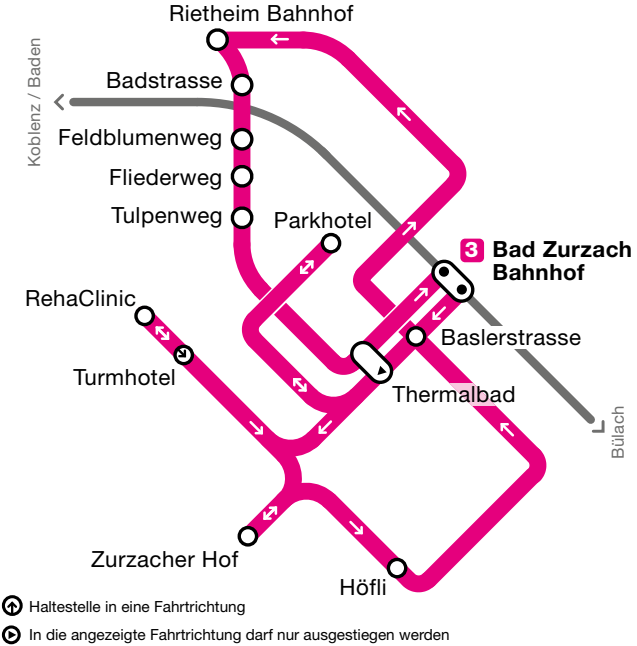 Rietheim Bahnhof
Koblenz / Baden
Badstrasse
Feldblumenweg
Fliederweg
Tulpenweg
Parkhotel
3 Bad Zurzach
Bahnhof
RehaClinic
Baslerstrasse
Turmhotel
Thermalbad
Bülach
Zurzacher Hof
Höfli
Haltestelle in eine Fahrtrichtung
In die angezeigte Fahrtrichtung darf nur ausgestiegen werden